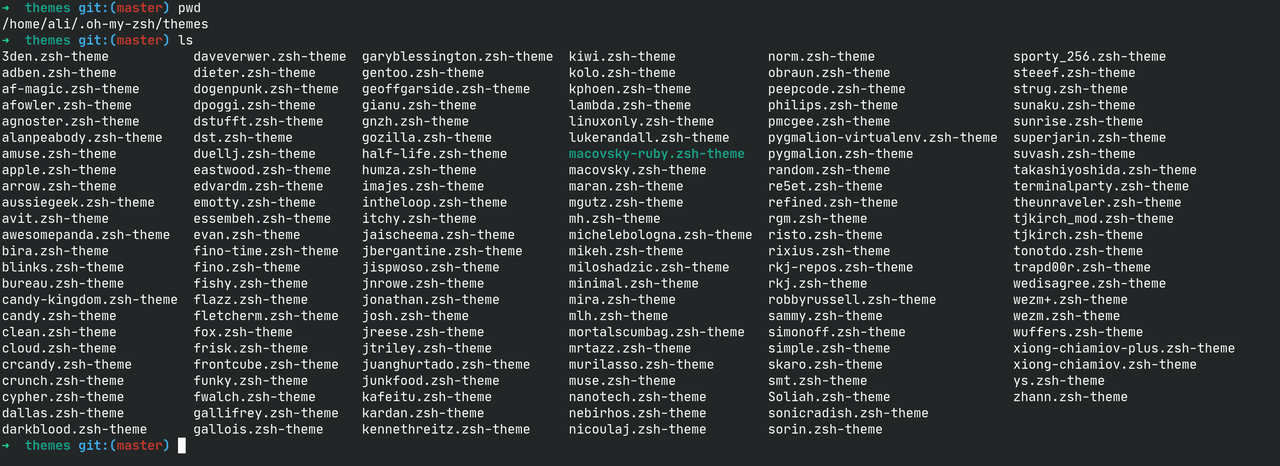 → themes git:(master) pwd
/home/ali/.oh-my-zsh/themes
→ themes git:(master) ls
3den.zsh-theme daveverwer.zsh-theme garyblessington.zsh-theme kiwi.zsh-theme norm.zsh-theme sporty_256.zsh-theme
adben.zsh-theme dieter.zsh-theme gentoo.zsh-theme kolo.zsh-theme obraun.zsh-theme steeef.zsh-theme
af-magic.zsh-theme dogenpunk.zsh-theme geoffgarside.zsh-theme kphoen.zsh-theme peepcode.zsh-theme strug.zsh-theme
afowler.zsh-theme dpoggi.zsh-theme gianu.zsh-theme lambda.zsh-theme philips.zsh-theme sunaku.zsh-theme
agnoster.zsh-theme dstufft.zsh-theme gnzh.zsh-theme linuxonly.zsh-theme pmcgee.zsh-theme sunrise.zsh-theme
alanpeabody.zsh-theme dst.zsh-theme gozilla.zsh-theme lukerandall.zsh-theme pygmalion-virtualenv.zsh-theme superjarin.zsh-theme
amuse.zsh-theme duellj.zsh-theme half-life.zsh-theme macovsky-ruby.zsh-theme pygmalion.zsh-theme suvash.zsh-theme
apple.zsh-theme eastwood.zsh-theme humza.zsh-theme macovsky.zsh-theme random.zsh-theme takashiyoshida.zsh-theme
arrow.zsh-theme edvardm.zsh-theme imajes.zsh-theme maran.zsh-theme re5et.zsh-theme terminalparty.zsh-theme
aussiegeek.zsh-theme emotty.zsh-theme intheloop.zsh-theme mgutz.zsh-theme refined.zsh-theme theunraveler.zsh-theme
avit.zsh-theme essembeh.zsh-theme itchy.zsh-theme mh.zsh-theme rgm.zsh-theme tjkirch_mod.zsh-theme
awesomepanda.zsh-theme evan.zsh-theme jaischeema.zsh-theme michelebologna.zsh-theme risto.zsh-theme tjkirch.zsh-theme
bira.zsh-theme fino-time.zsh-theme jbergantine.zsh-theme mikeh.zsh-theme rixius.zsh-theme tonotdo.zsh-theme
blinks.zsh-theme fino.zsh-theme jispwoso.zsh-theme miloshadzic.zsh-theme rkj-repos.zsh-theme trapd00r.zsh-theme
bureau.zsh-theme fishy.zsh-theme jnrowe.zsh-theme minimal.zsh-theme rkj.zsh-theme wedisagree.zsh-theme
candy-kingdom.zsh-theme flazz.zsh-theme jonathan.zsh-theme mira.zsh-theme robbyrussell.zsh-theme wezm+.zsh-theme
candy.zsh-theme fletcherm.zsh-theme josh.zsh-theme mlh.zsh-theme sammy.zsh-theme wezm.zsh-theme
clean.zsh-theme fox.zsh-theme jreese.zsh-theme mortalscumbag.zsh-theme simonoff.zsh-theme wuffers.zsh-theme
cloud.zsh-theme frisk.zsh-theme jtriley.zsh-theme mrtazz.zsh-theme simple.zsh-theme xiong-chiamiov-plus.zsh-theme
crcandy.zsh-theme frontcube.zsh-theme juanghurtado.zsh-theme murilasso.zsh-theme skaro.zsh-theme xiong-chiamiov.zsh-theme
crunch.zsh-theme funky.zsh-theme junkfood.zsh-theme muse.zsh-theme smt.zsh-theme ys.zsh-theme
cypher.zsh-theme fwalch.zsh-theme kafeitu.zsh-theme nanotech.zsh-theme Soliah.zsh-theme zhann.zsh-theme
dallas.zsh-theme gallifrey.zsh-theme kardan.zsh-theme nebirhos.zsh-theme sonicradish.zsh-theme
darkblood.zsh-theme gallois.zsh-theme kennethreitz.zsh-theme nicoulaj.zsh-theme sorin.zsh-theme
→ themes git:(master)